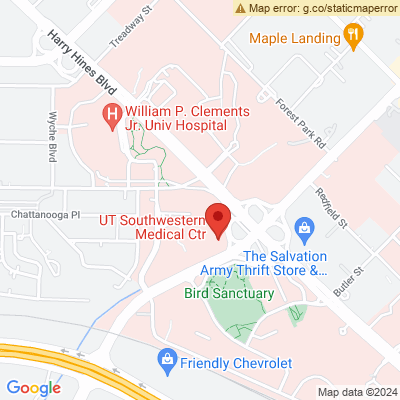 Map error: g.co/staticmaperror
Treadway St
Harry Hines Blvd
Maple Landing
Forest Park Rd
William P. Clements
Jr. Univ Hospital
Wyche Blvd
Chattanooga Pl
UT Southwestern
Medical Ctr
Redfield St
The Salvation
Army Thrift Store &...
Butler St
Bird Sanctuary
Friendly Chevrolet
Google
Map data ©2024